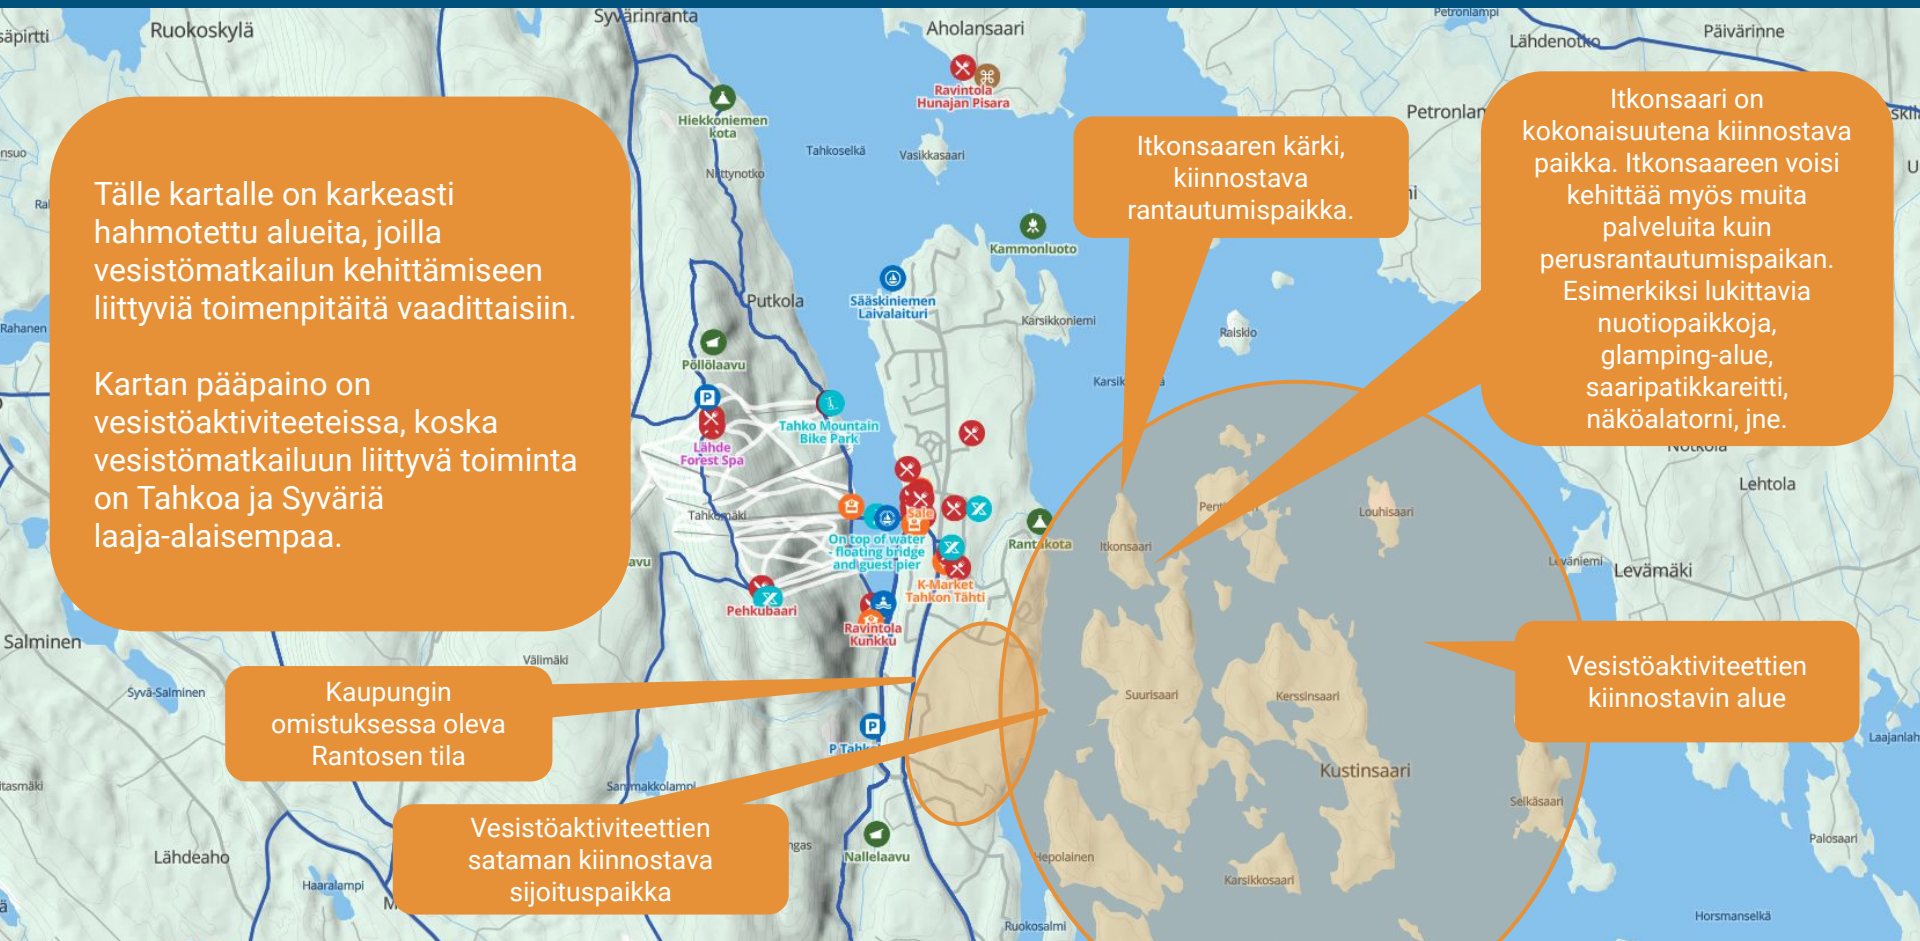 Syvärinranta
Aholansaari
Petronlampi
Päivärinne
Ruokoskylä
Lähdenotko
Ravintola
Hunajan Pisara
Hiekkoniemen
kota
Niittynotko
Tahkoselkä
Vasikkasaari
Kammonluoto
Putkola
Sääskiniemen
Laivalaituri
Karsikkoniemi
Raiskio
Rahanen
Pöllölaavu
Tahko Mountain
Bike Park
Lähde
Forest Spa
Tahkomäki
Sale
On top of water
- floating bridge
and guest pier
K-Market
Tahkon Tähti
Rantakota
Pehkubaari
Ravintola
Kunkku
Itkonsaari
Louhisaari
Lehtola
Leväniemi
Levämäki
Salminen
Välimäki
Syvä-Salminen
Suurisaari
Kerssinsaari
Kustinsaari
Selkäsaari
Palosaari
Sammakkolampi
Nallelaavu
Hepolainen
Karsikkosaari
Lähdeaho
Haaralampi
Ruokosalmi
Horsmanselkä
Tälle kartalle on karkeasti
hahmotettu alueita, joilla
vesistömatkailun kehittämiseen
liittyviä toimenpitäitä vaadittaisiin.
Kartan pääpaino on
vesistöaktiviteeteissa, koska
vesistömatkailuun liittyvä toiminta
on Tahkoa ja Syväriä
laaja-alaisempaa.
Itkonsaaren kärki,
kiinnostava
rantautumispaikka.
Itkonsaari on
kokonaisuutena kiinnostava
paikka. Itkonsaareen voisi
kehittää myös muita
palveluita kuin
perusrantautumispaikan.
Esimerkiksi lukittavia
nuotiopaikkoja,
glamping-alue,
saaripatikkareitti,
näköalatorni, jne.
Vesistöaktiviteettien
kiinnostavin alue
Kaupungin
omistuksessa oleva
Rantosen tila
Vesistöaktiviteettien
sataman kiinnostava
sijoituspaikka